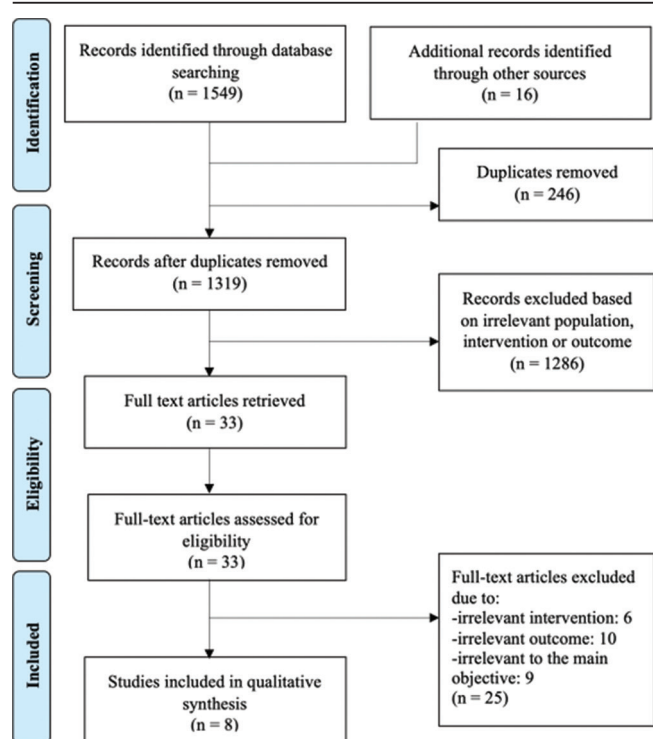 Identification
Records identified through database
searching
(n = 1549)
Additional records identified
through other sources
(n = 16)
Duplicates removed
(n = 246)
Screening
Records after duplicates removed
(n = 1319)
Records excluded based
on irrelevant population,
intervention or outcome
(n = 1286)
Eligibility
Full text articles retrieved
(n = 33)
Full-text articles assessed for
eligibility
(n = 33)
Included
Full-text articles excluded
due to:
-irrelevant intervention: 6
-irrelevant outcome: 10
-irrelevant to the main
objective: 9
(n = 25)
Studies included in qualitative
synthesis
(n = 8)